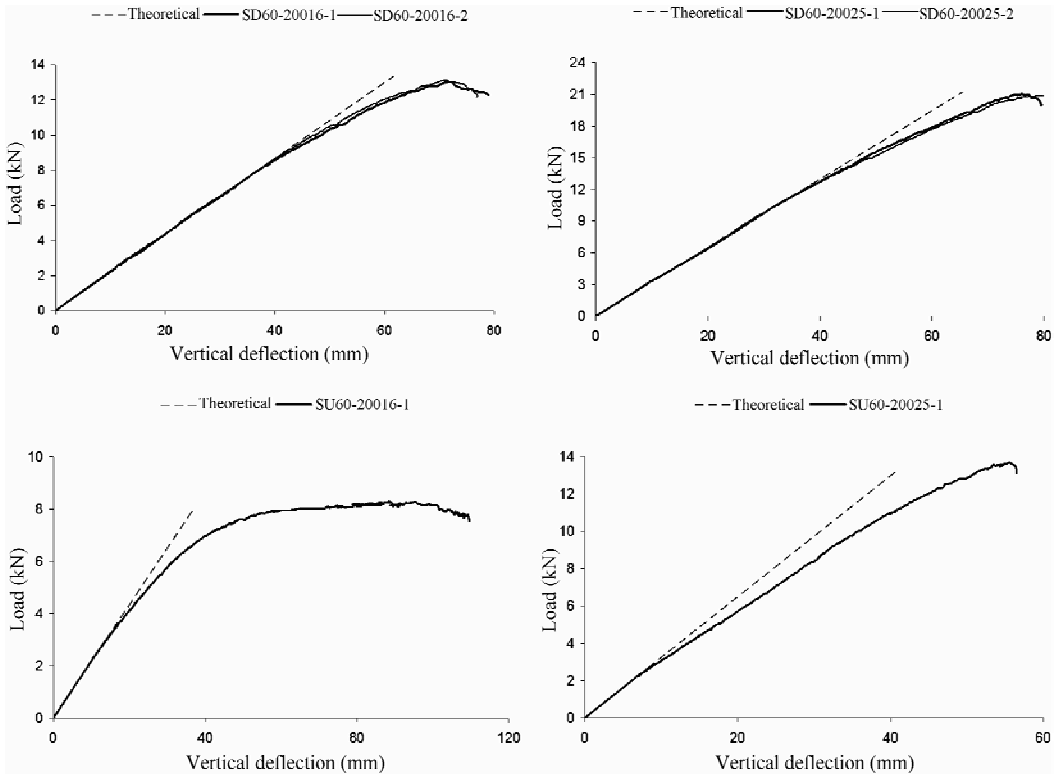 Theoretical SD60-20016-1 SD60-20016-2
14
12
10
8
6
4
2
0
Load (kN)
0 20 40 60 80
Vertical deflection (mm)
Theoretical SD60-20025-1 SD60-20025-2
24
21
18
15
12
9
6
3
0
Load (kN)
0 20 40 60 80
Vertical deflection (mm)
Theoretical SU60-20016-1
10
8
6
4
2
0
Load (kN)
0 40 80 120
Vertical deflection (mm)
Theoretical SU60-20025-1
14
12
10
8
6
4
2
0
Load (kN)
0 20 40 60
Vertical deflection (mm)